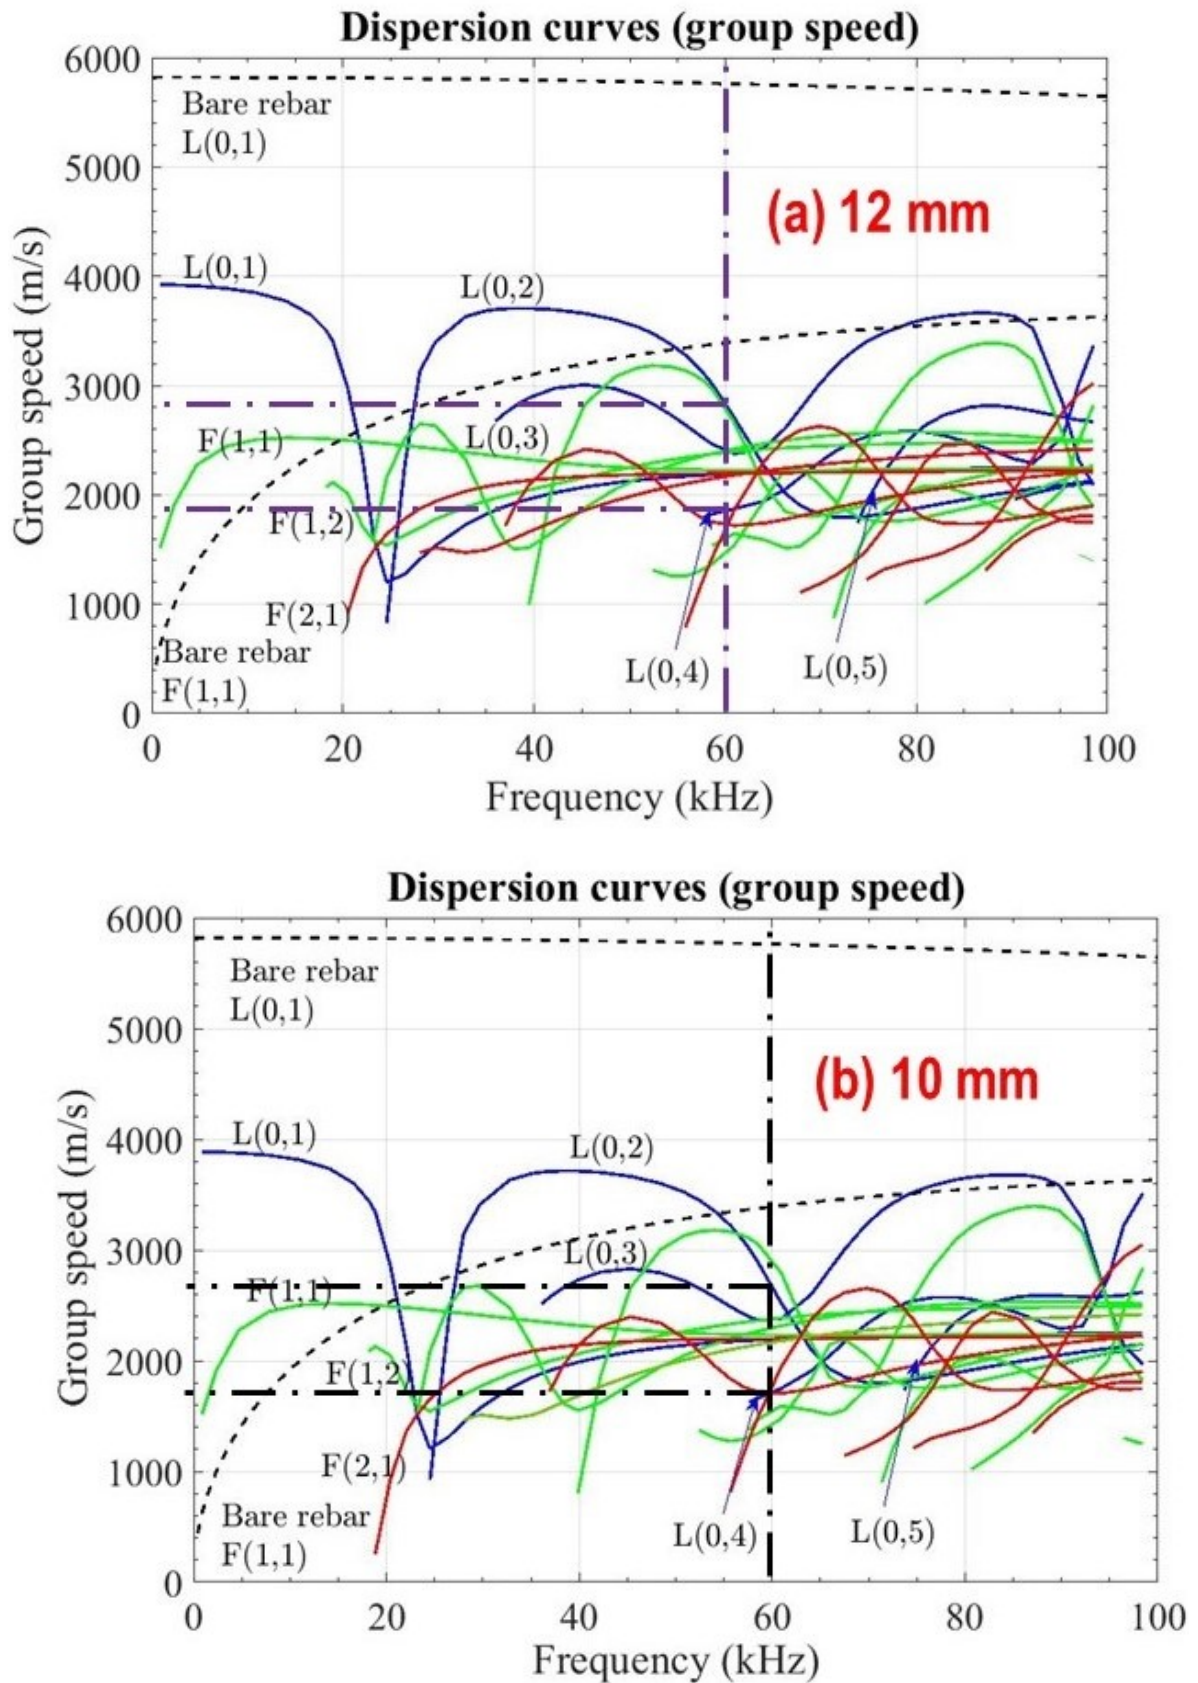 Dispersion curves (group speed)
6000
5000
4000
3000
2000
1000
0
Group speed (m/s)
Bare rebar
L(0,1)
(a) 12 mm
L(0,1)
L(0,2)
L(0,3)
F(1,1)
F(1,2)
F(2,1)
Bare rebar
F(1,1)
L(0,4)
L(0,5)
0 20 40 60 80 100
Frequency (kHz)
Dispersion curves (group speed)
6000
5000
4000
3000
2000
1000
0
Group speed (m/s)
Bare rebar
L(0,1)
(b) 10 mm
L(0,1)
L(0,2)
L(0,3)
F(1,1)
F(1,2
F(2,1)
Bare rebar
F(1,1)
L(0,4)
L(0,5)
0 20 40 60 80 100
Frequency (kHz)